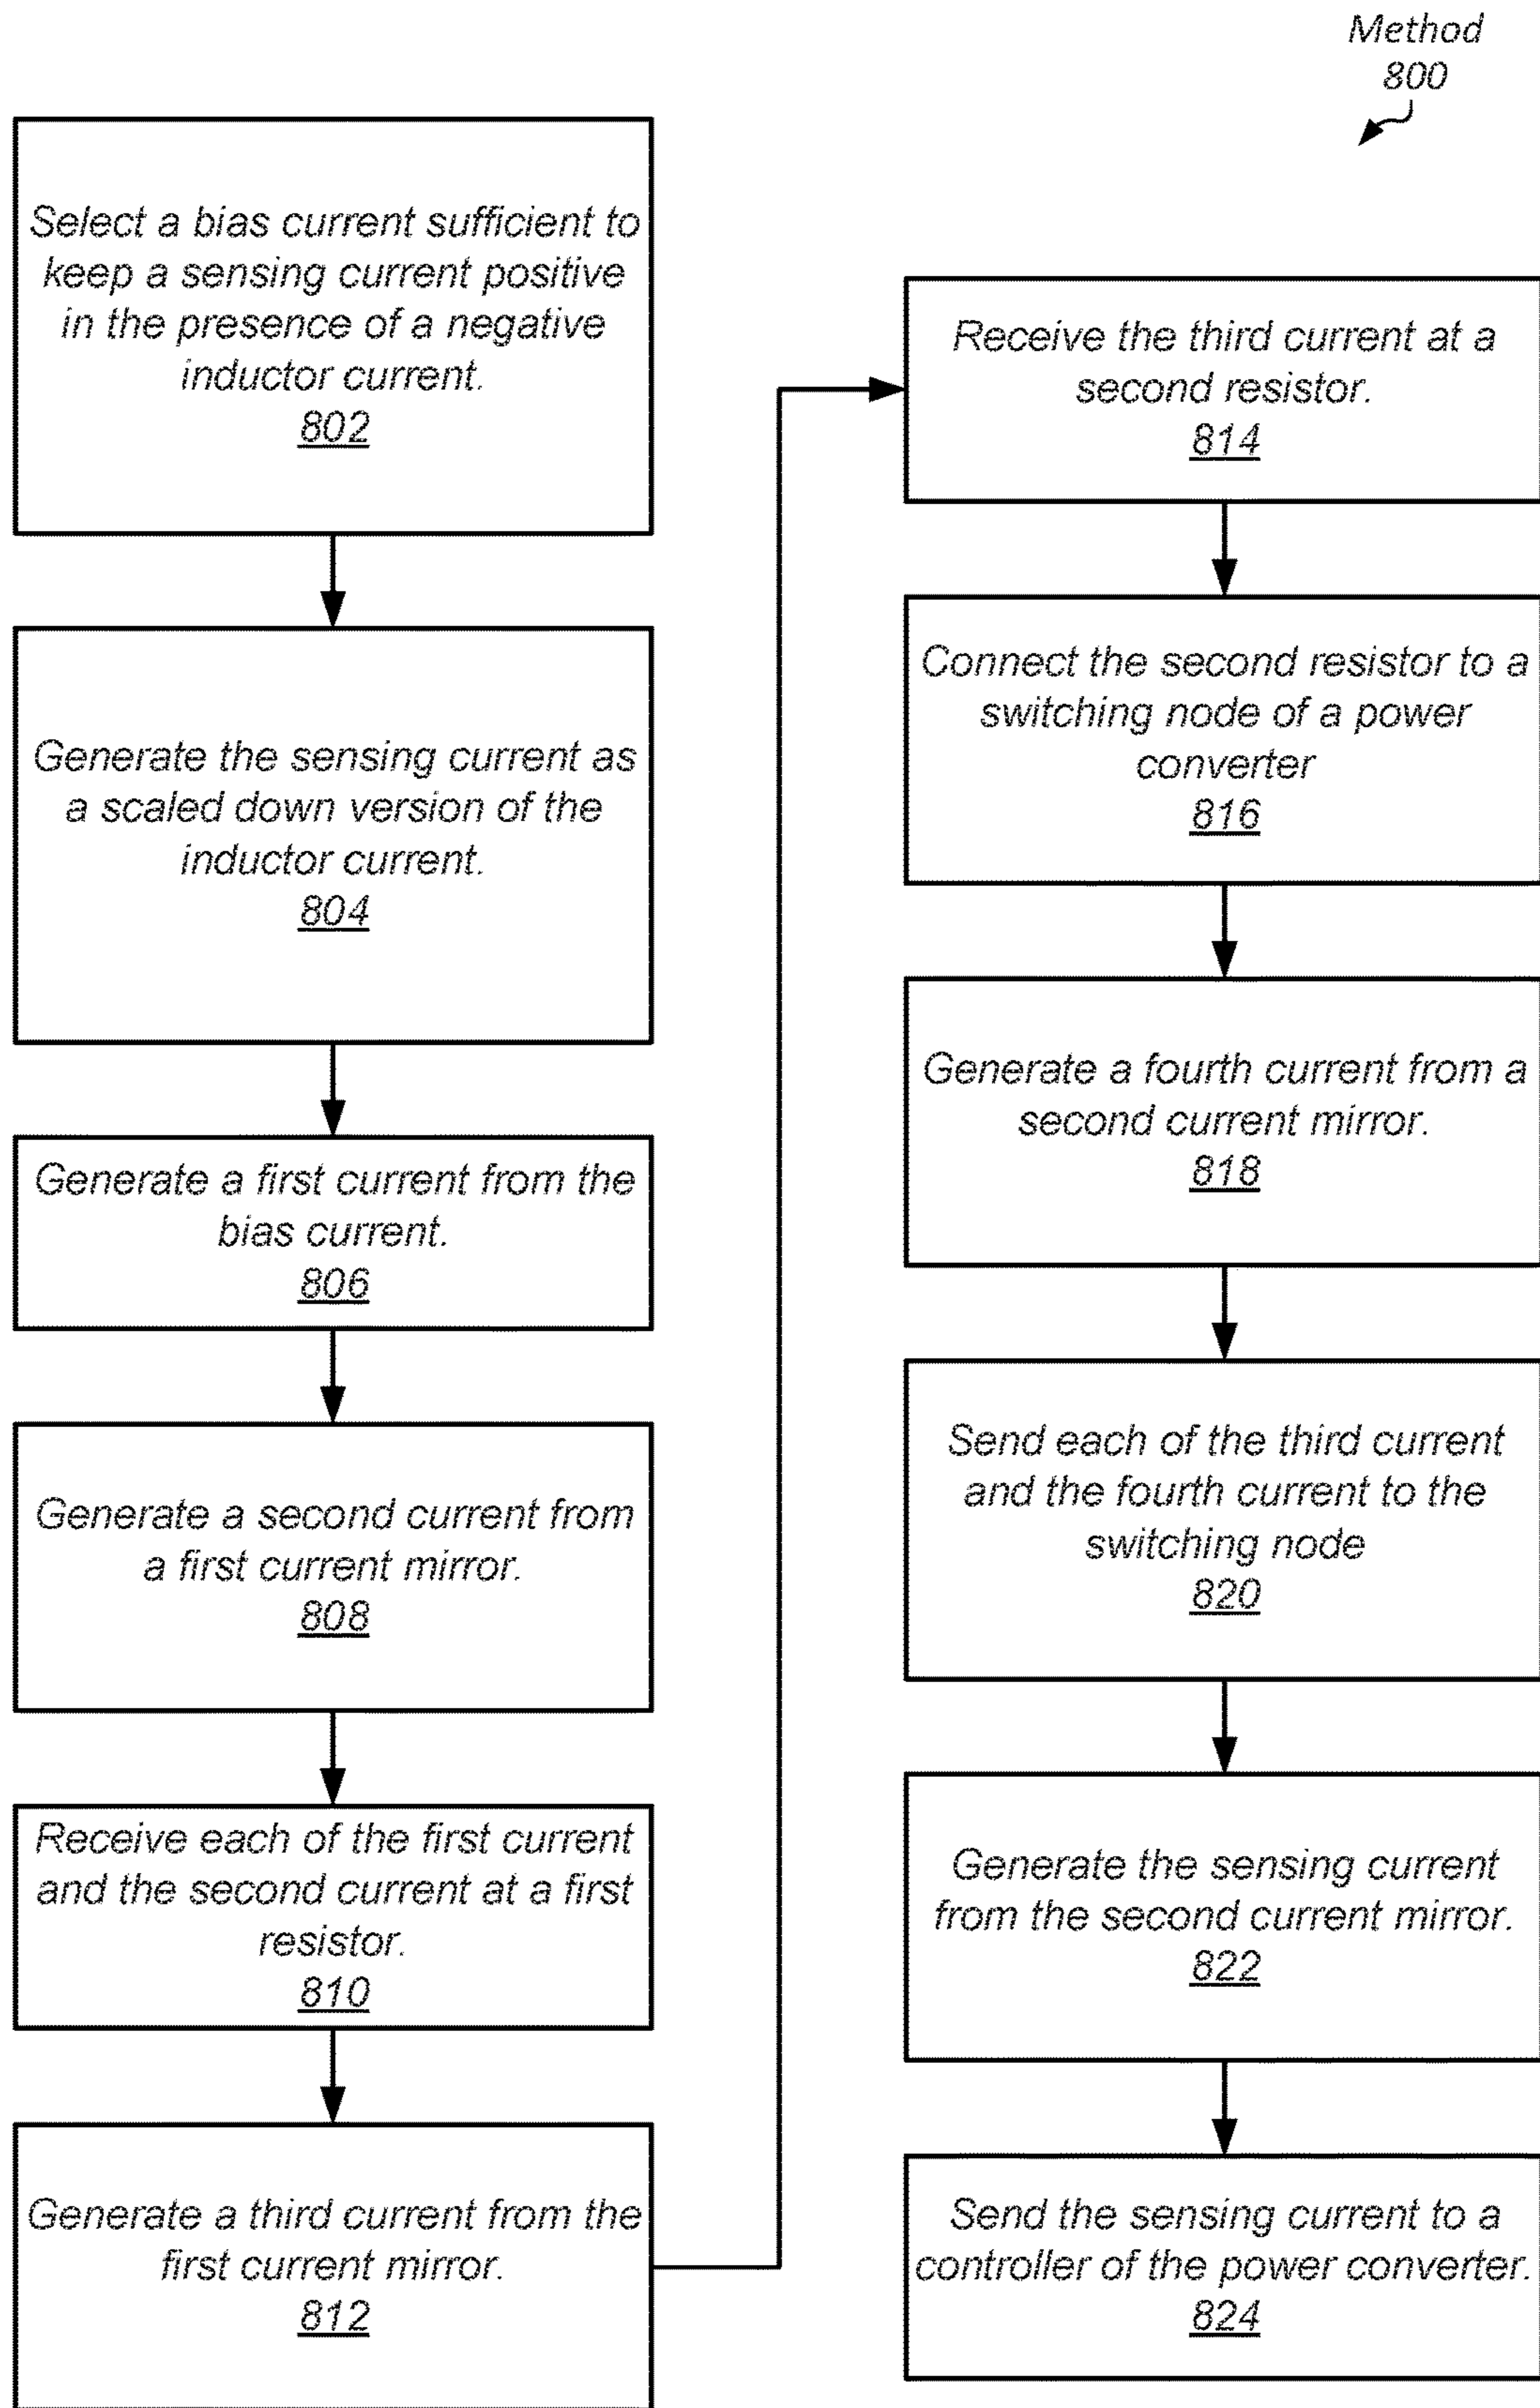 Method
800
Select a bias current sufficient to
keep a sensing current positive
in the presence of a negative
inductor current.
802
Generate the sensing current as
a scaled down version of the
inductor current.
804
Generate a first current from the
bias current.
806
Generate a second current from
a first current mirror.
808
Receive each of the first current
and the second current at a first
resistor.
810
Generate a third current from the
first current mirror.
812
Receive the third current at a
second resistor.
814
Connect the second resistor to a
switching node of a power
converter
816
Generate a fourth current from a
second current mirror.
818
Send each of the third current
and the fourth current to the
switching node
820
Generate the sensing current
from the second current mirror.
822
Send the sensing current to a
controller of the power converter.
824